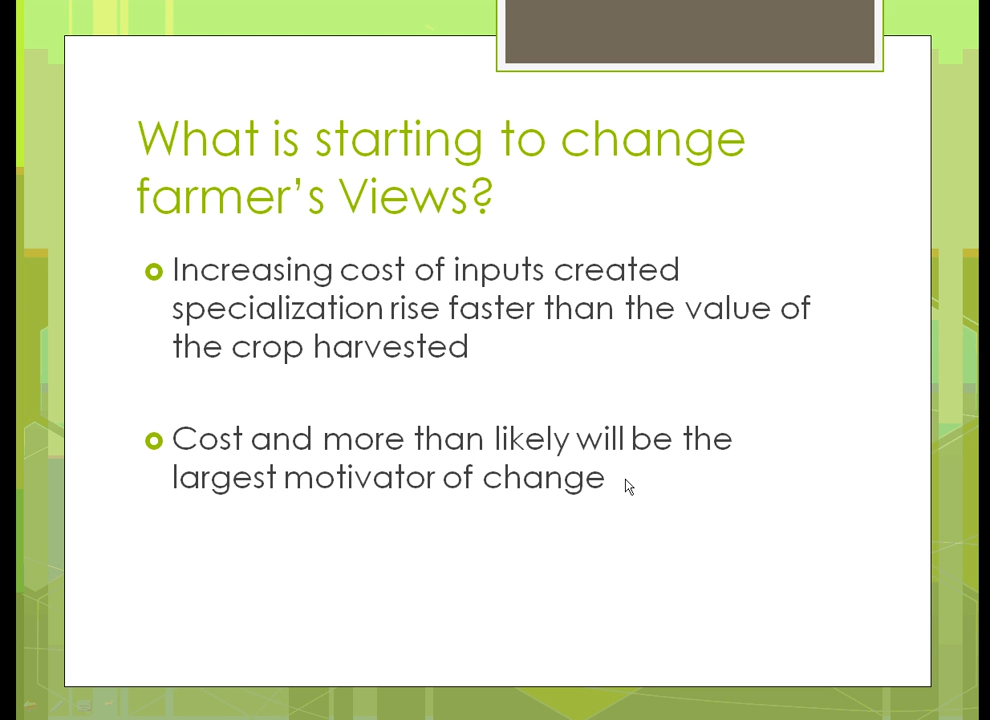 What is starting to change
farmer’s Views?
Increasing cost of inputs created
specialization rise faster than the value of
the crop harvested
Cost and more than likely will be the
largest motivator of change